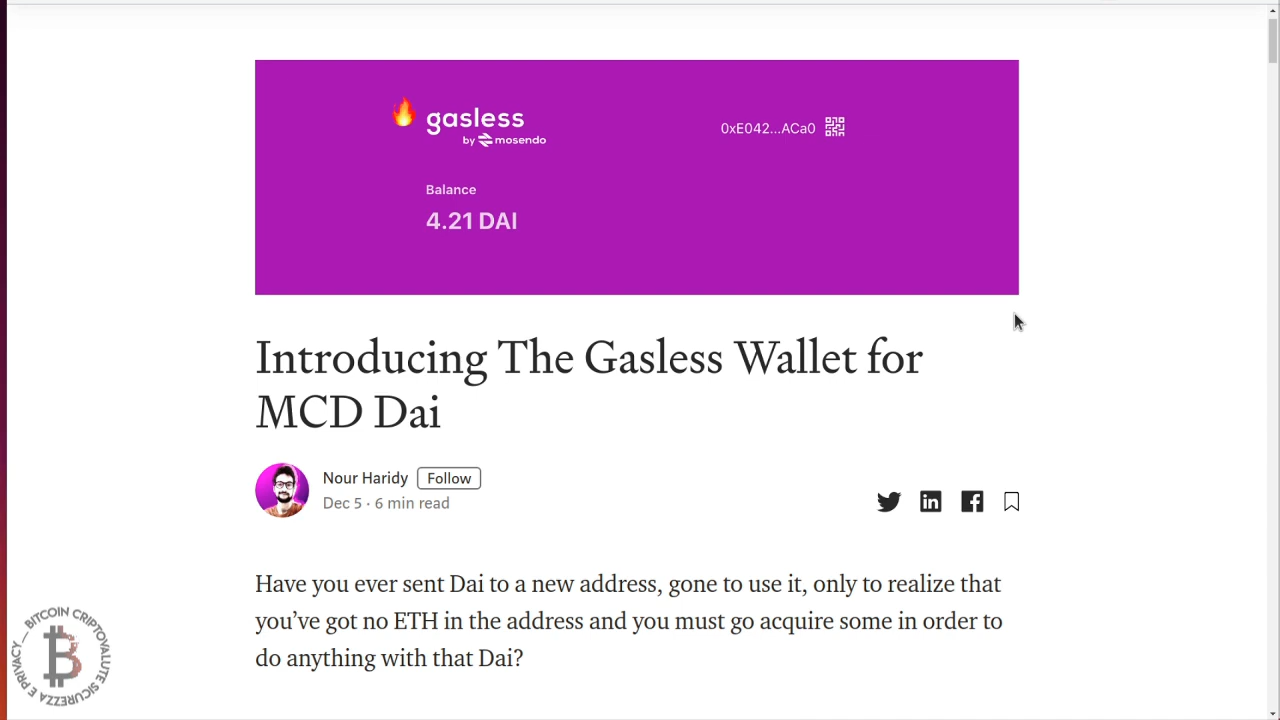 gasless
by mosendo
0xE042...ACa0
Balance
4.21 DAI
Introducing The Gasless Wallet for
MCD Dai
Nour Haridy Follow
Dec 5 · 6 min read
Have you ever sent Dai to a new address, gone to use it, only to realize that
you’ve got no ETH in the address and you must go acquire some in order to
do anything with that Dai?
BITCOIN CRIPTOVALUTE SICUREZZA E PRIVACY